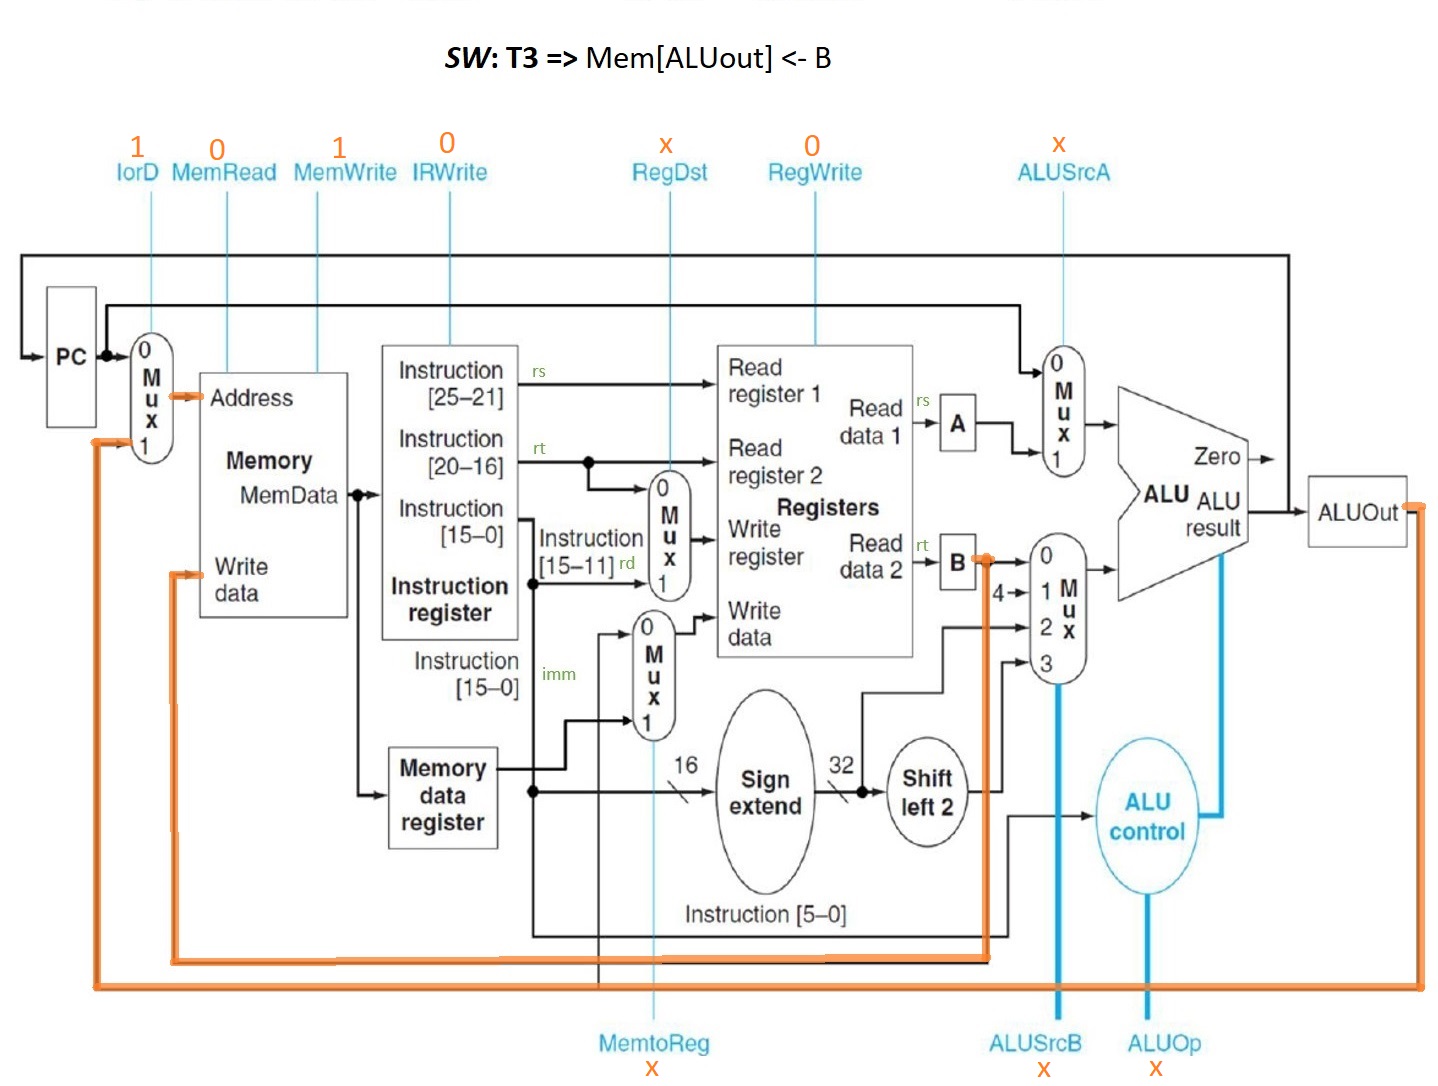 SW: T3 => Mem[ALUout] <- B
1 0 1 0 x 0 x
IorD MemRead MemWrite IRWrite RegDst RegWrite ALUSrcA
PC
0
M
u
x
1
Address
Memory
MemData
Write
data
Instruction
[25–21]
Instruction
[20–16]
Instruction
[15–0]
Instruction
register
rs
rt
Instruction
[15–11] rd
0
M
u
x
1
Instruction
[15–0]
imm
Memory
data
register
0
M
u
x
1
Read
register 1
Read
register 2
Registers
Write
register
Write
data
Read
data 1
Read
data 2
rs
A
rt
B
0
M
u
x
1
0
4
1
2
3
M
u
x
Zero
ALU
ALU
result
ALUOut
16
Sign
extend
32
Shift
left 2
ALU
control
Instruction [5–0]
MemtoReg ALUSrcB ALUOp
x x x